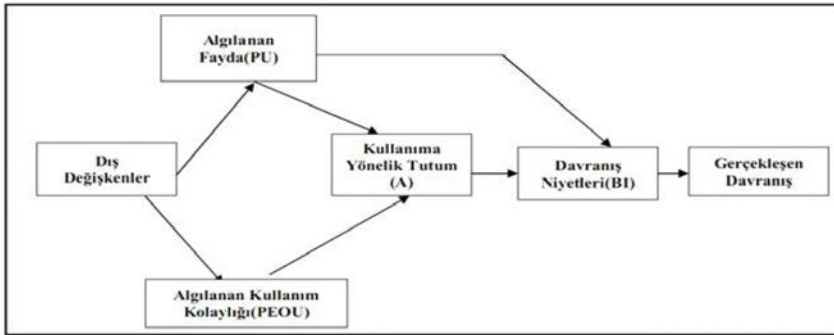 Algılanan
Fayda(PU)
Dış
Değişkenler
Kullanıma
Yönelik Tutum
(A)
Davranış
Niyetleri(BI)
Gerçekleşen
Davranış
Algılanan Kullanım
Kolaylığı(PEOU)